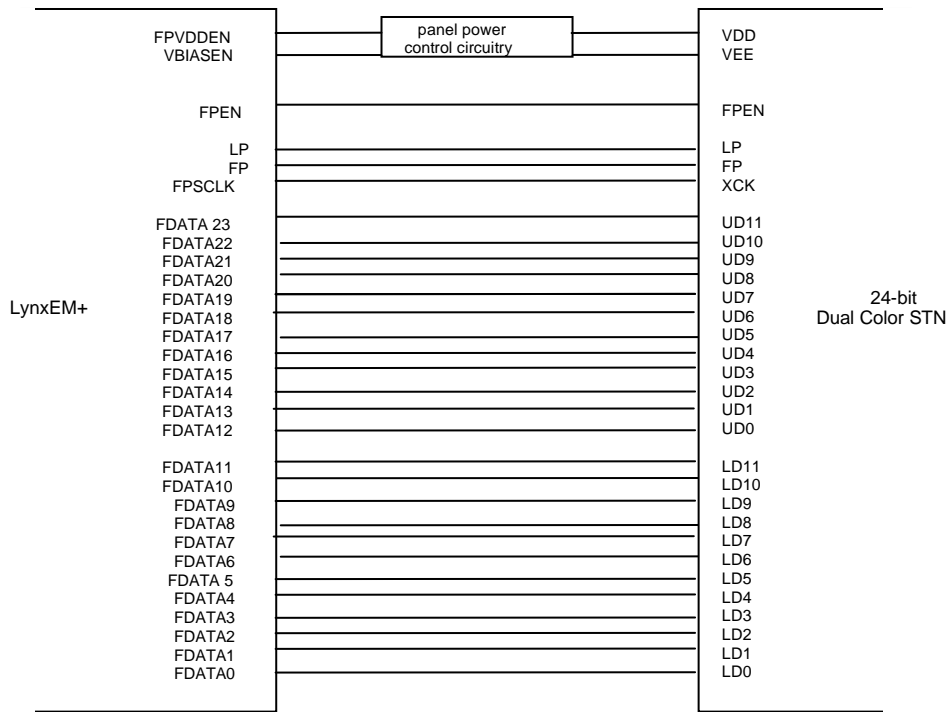 FPVDDEN panel power VDD
VBIASEN control circuitry VEE
FPEN FPEN
LP LP
FP FP
FPSCLK XCK
FDATA 23 UD11
FDATA22 UD10
FDATA21 UD9
FDATA20 UD8
FDATA19 UD7
LynxEM+ 24-bit
FDATA18 UD6 Dual Color STN
FDATA17 UD5
FDATA16 UD4
FDATA15 UD3
FDATA14 UD2
FDATA13 UD1
FDATA12 UD0
FDATA11 LD11
FDATA10 LD10
FDATA9 LD9
FDATA8 LD8
FDATA7 LD7
FDATA6 LD6
FDATA 5 LD5
FDATA4 LD4
FDATA3 LD3
FDATA2 LD2
FDATA1 LD1
FDATA0 LD0